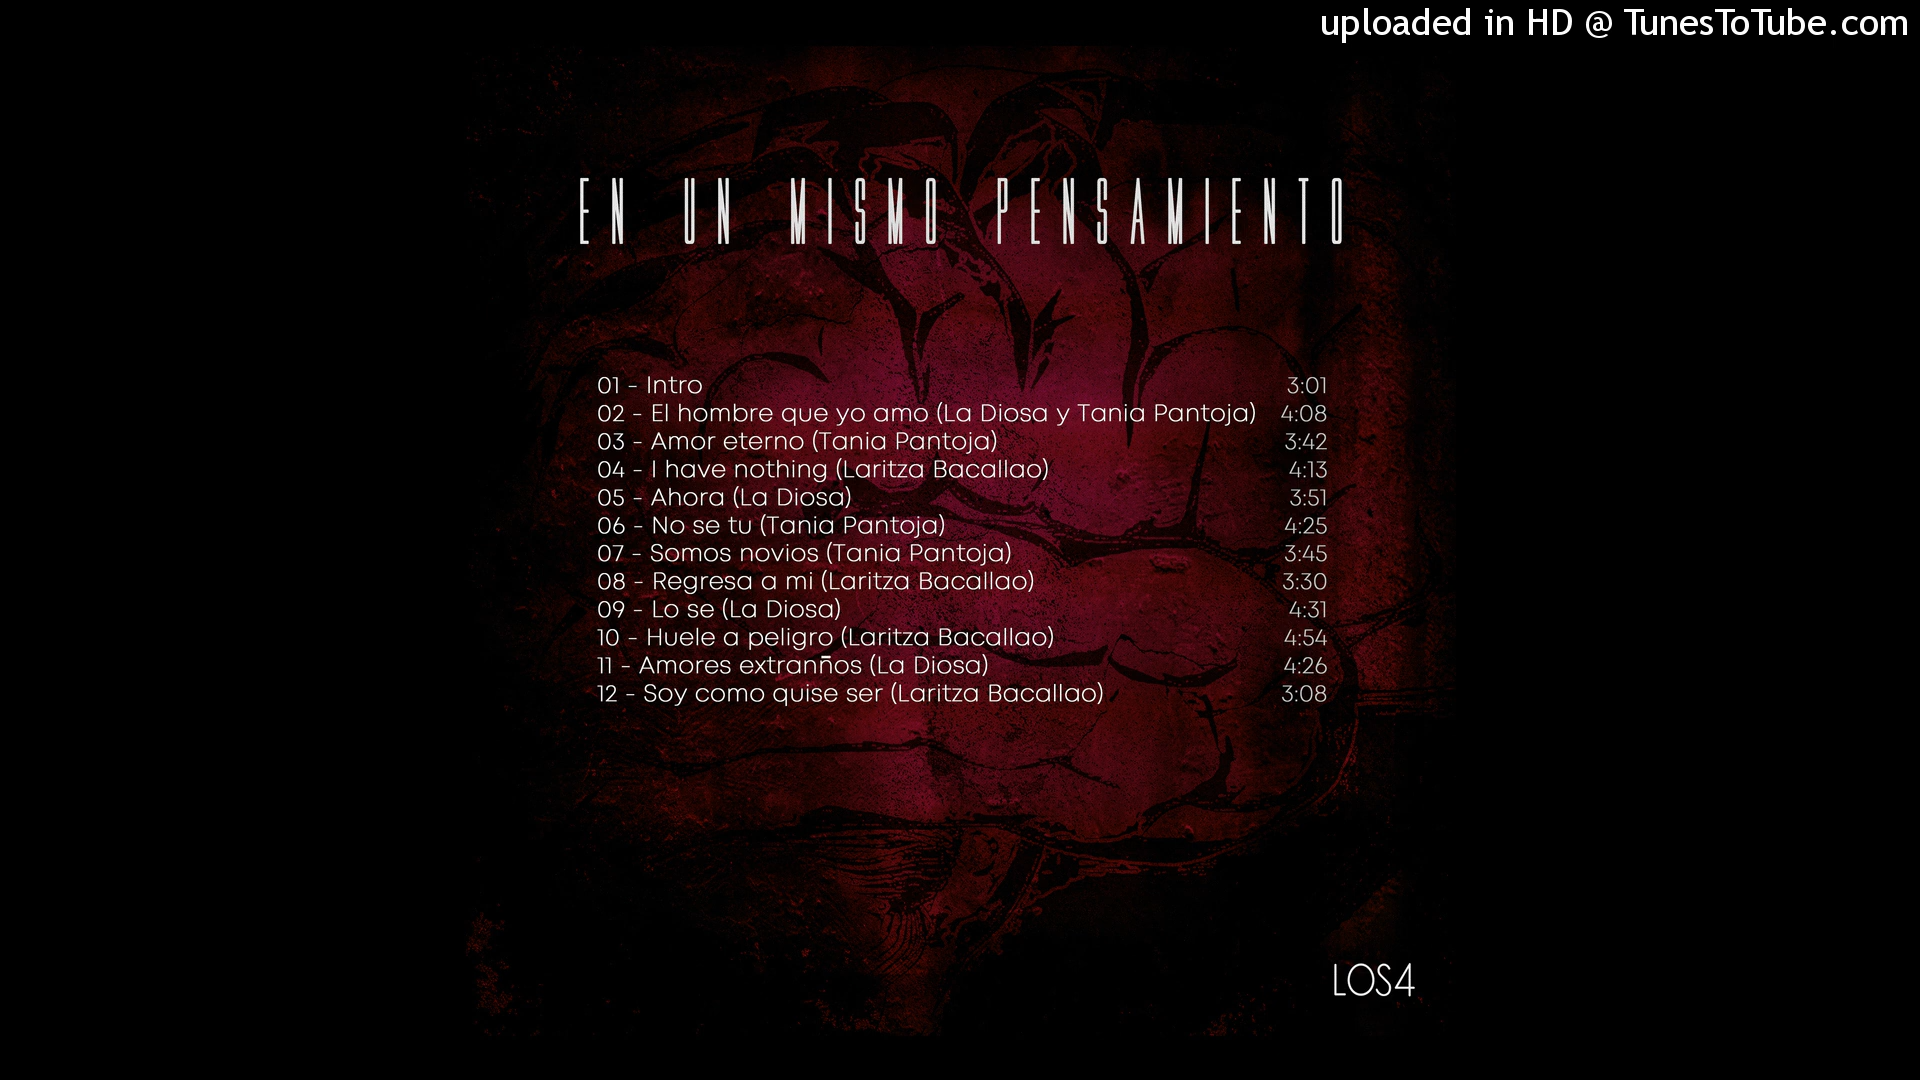 uploaded in HD @ TunesToTube.com
EN UN MISMO PENSAMIENTO
01 - Intro 3:01
02 - El hombre que yo amo (La Diosa y Tania Pantoja) 4:08
03 - Amor eterno (Tania Pantoja) 3:42
04 - I have nothing (Laritza Bacallao) 4:13
05 - Ahora (La Diosa) 3:51
06 - No se tu (Tania Pantoja) 4:25
07 - Somos novios (Tania Pantoja) 3:45
08 - Regresa a mi (Laritza Bacallao) 3:30
09 - Lo se (La Diosa) 4:31
10 - Huele a peligro (Laritza Bacallao) 4:54
11 - Amores extranños (La Diosa) 4:26
12 - Soy como quise ser (Laritza Bacallao) 3:08
LOS4